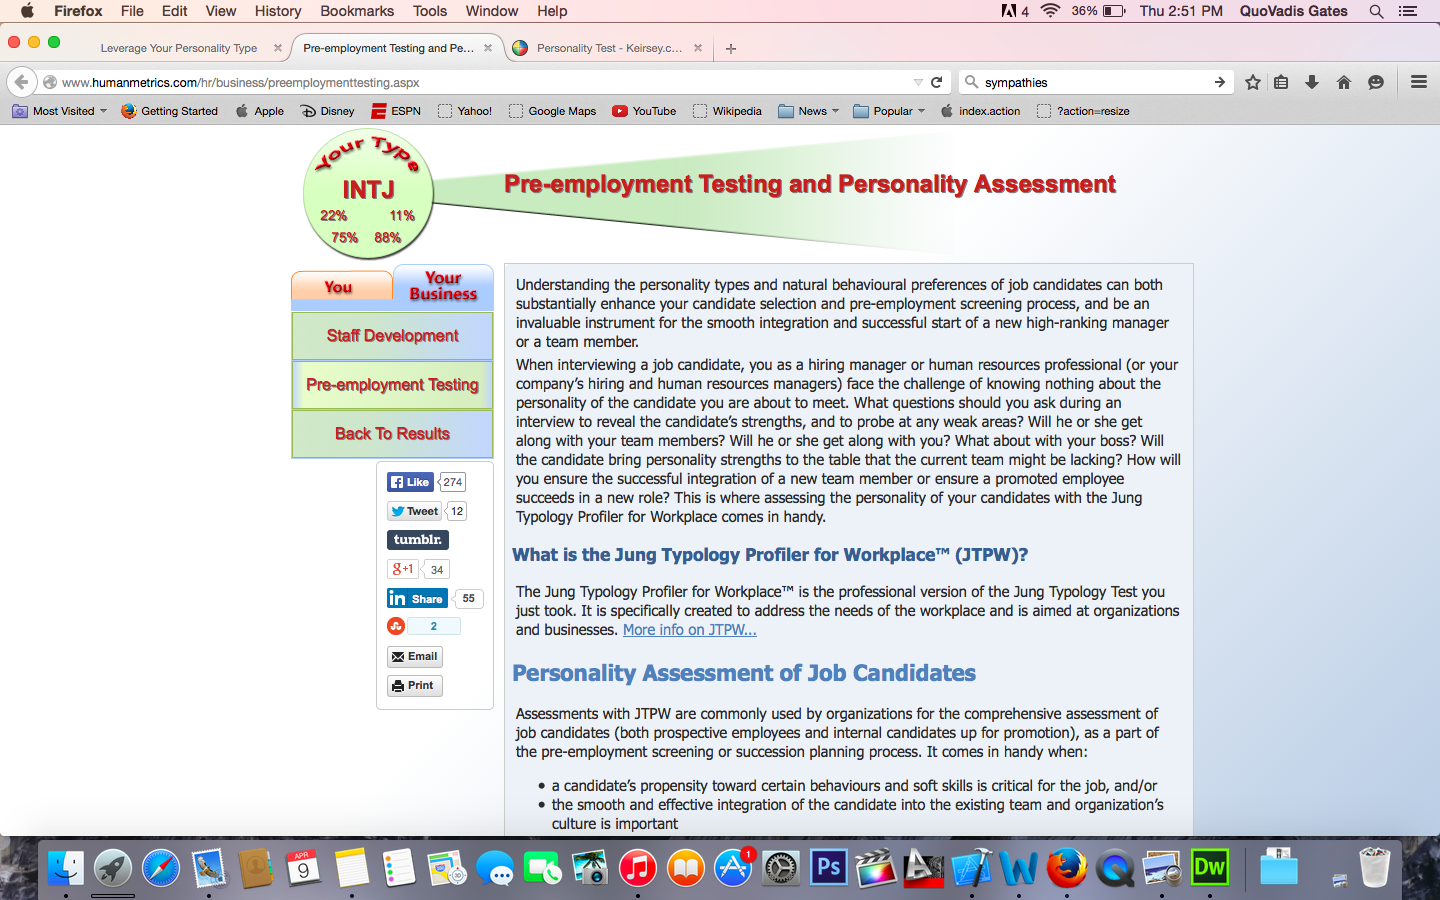 Firefox File Edit View History Bookmarks Tools Window Help 4 36% Thu 2:51 PM QuoVadis Gates
Leverage Your Personality Type
Pre-employment Testing and Pe...
Personality Test - Keirsey.c...
www.humanmetrics.com/hr/business/preemploymenttesting.aspx
sympathies
Most Visited Getting Started Apple Disney ESPN Yahoo! Google Maps YouTube Wikipedia News Popular index.action ?action=resize
Your Type
INTJ
22% 11%
75% 88%
Pre-employment Testing and Personality Assessment
You
Your
Business
Staff Development
Pre-employment Testing
Back To Results
Like 274
Tweet 12
tumblr.
g+1 34
in Share 55
2
Email
Print
Understanding the personality types and natural behavioural preferences of job candidates can both
substantially enhance your candidate selection and pre-employment screening process, and be an
invaluable instrument for the smooth integration and successful start of a new high-ranking manager
or a team member.
When interviewing a job candidate, you as a hiring manager or human resources professional (or your
company’s hiring and human resources managers) face the challenge of knowing nothing about the
personality of the candidate you are about to meet. What questions should you ask during an
interview to reveal the candidate’s strengths, and to probe at any weak areas? Will he or she get
along with your team members? Will he or she get along with you? What about with your boss? Will
the candidate bring personality strengths to the table that the current team might be lacking? How will
you ensure the successful integration of a new team member or ensure a promoted employee
succeeds in a new role? This is where assessing the personality of your candidates with the Jung
Typology Profiler for Workplace comes in handy.
What is the Jung Typology Profiler for Workplace™ (JTPW)?
The Jung Typology Profiler for Workplace™ is the professional version of the Jung Typology Test you
just took. It is specifically created to address the needs of the workplace and is aimed at organizations
and businesses. More info on JTPW...
Personality Assessment of Job Candidates
Assessments with JTPW are commonly used by organizations for the comprehensive assessment of
job candidates (both prospective employees and internal candidates up for promotion), as a part of
the pre-employment screening or succession planning process. It comes in handy when:
• a candidate’s propensity toward certain behaviours and soft skills is critical for the job, and/or
• the smooth and effective integration of the candidate into the existing team and organization’s
culture is important
APR
9
1
Ps
Dw